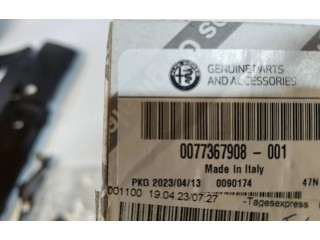 GENUINE PARTS
AND ACCESSORIES
0077367908 - 001
Made In Italy
PKG 2023/04/13 0090174 47N
001100 19.04.23/07:27 -Tagesexpress